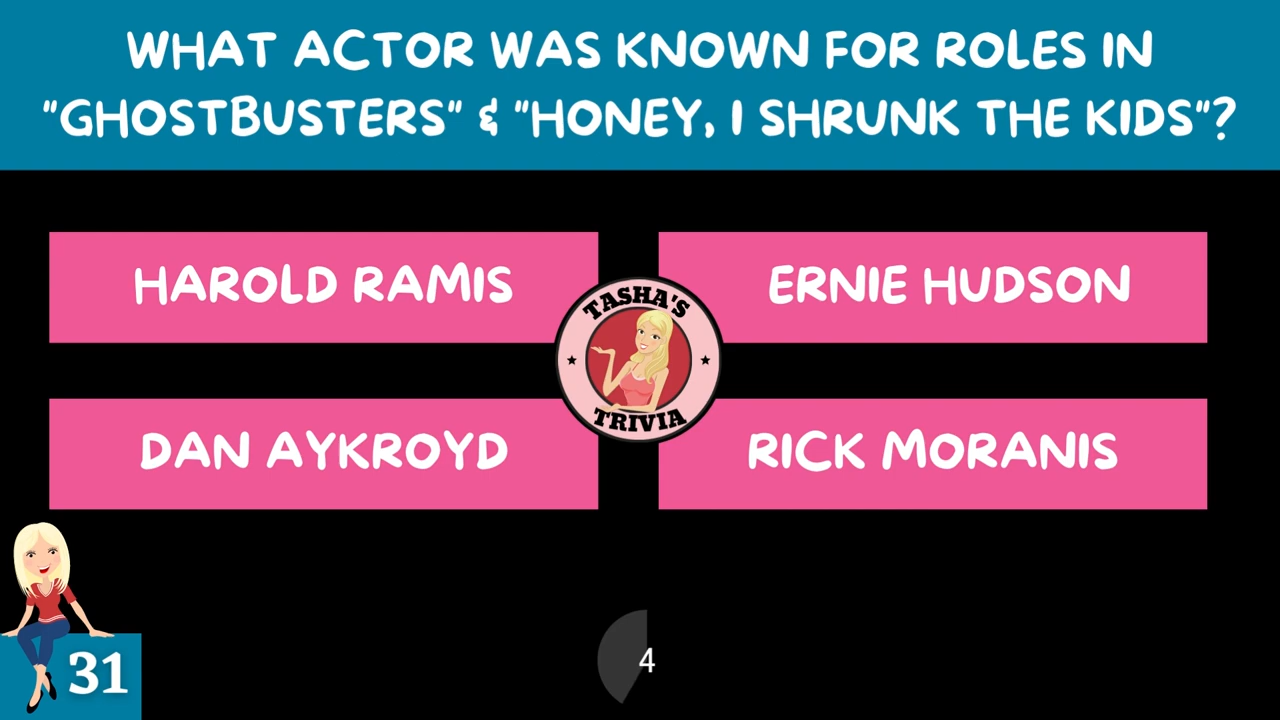 WHAT ACTOR WAS KNOWN FOR ROLES IN
"GHOSTBUSTERS" & "HONEY, I SHRUNK THE KIDS"?
HAROLD RAMIS
ERNIE HUDSON
TASHA'S
TRIVIA
DAN AYKROYD
RICK MORANIS
31
4